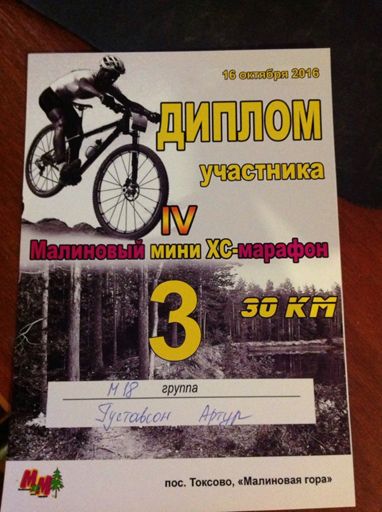 16 октября 2016
ДИПЛОМ
участника
IV
Малиновый мини XC-марафон
3
30 КМ
М 18 группа
Густавсон Артур
МММ
пос. Токсово, «Малиновая гора»